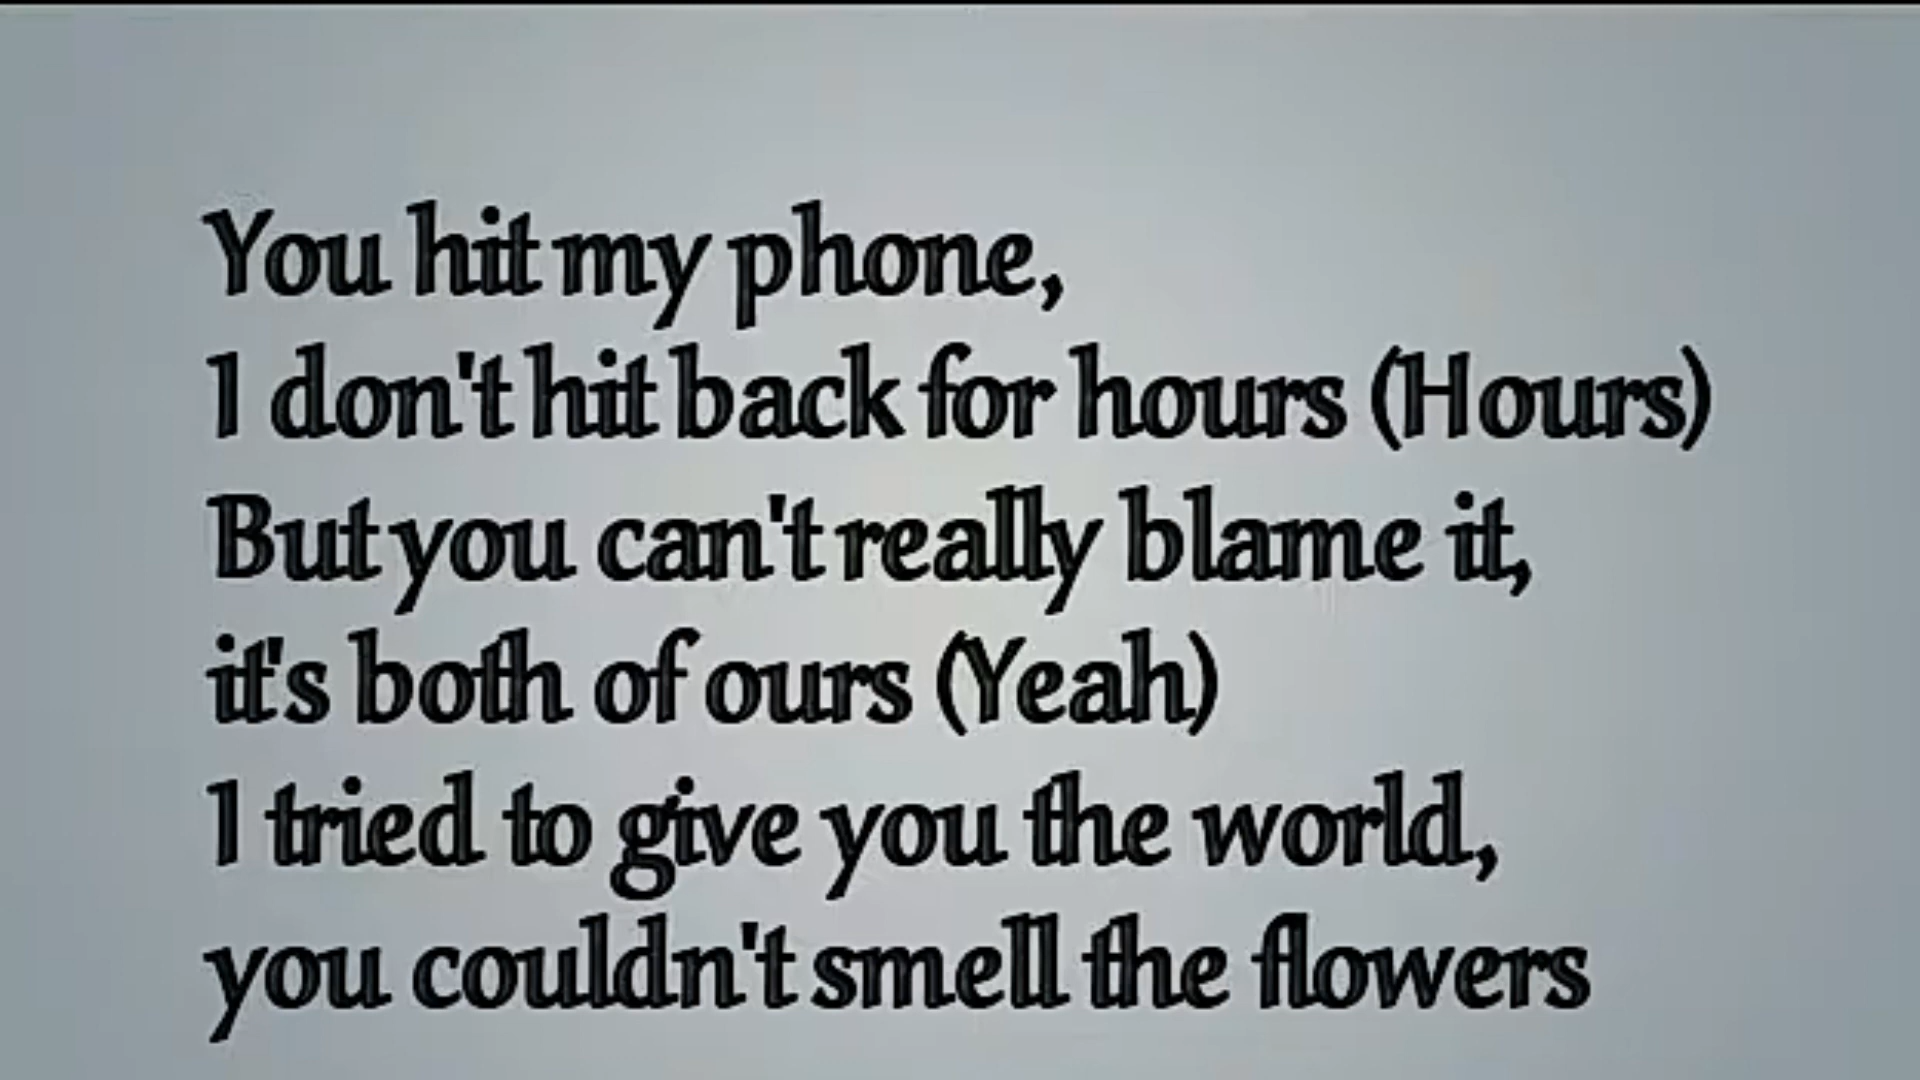 You hit my phone,
I don't hit back for hours (Hours)
But you can't really blame it,
it's both of ours (Yeah)
I tried to give you the world,
you couldn't smell the flowers